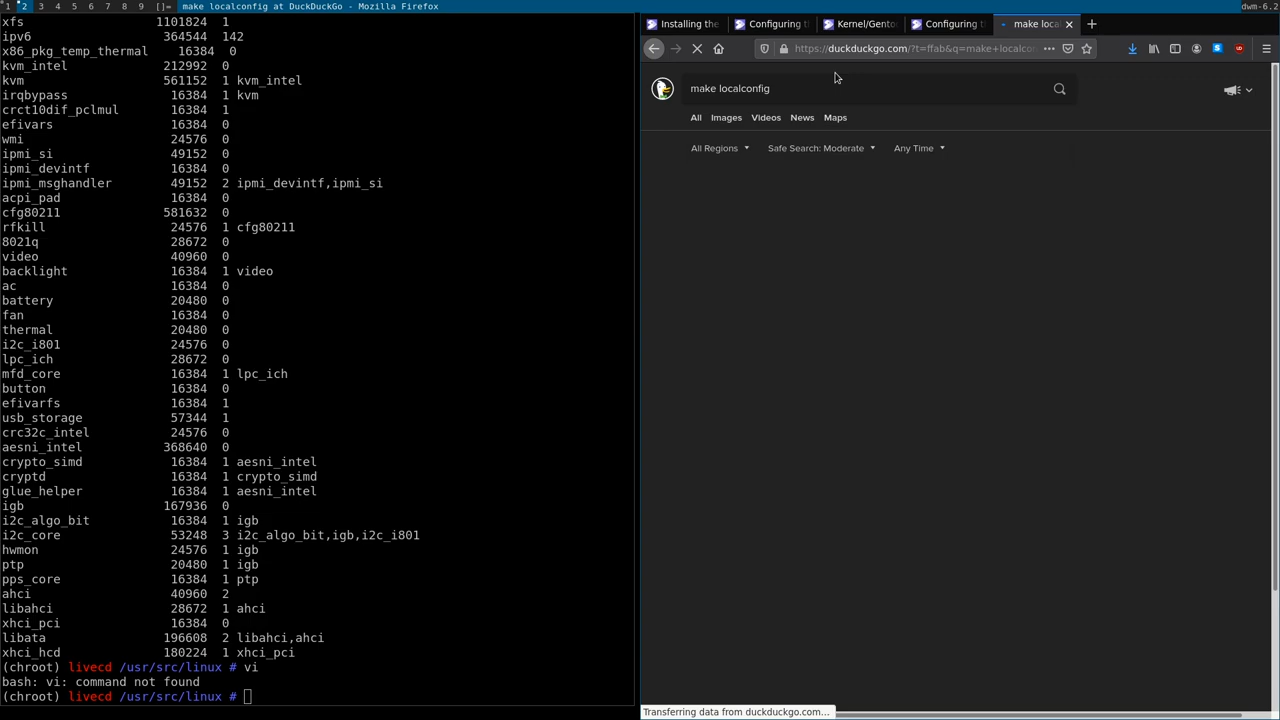 1 2 3 4 5 6 7 8 9 []= make localconfig at DuckDuckGo - Mozilla Firefox dwm-6.2
xfs 1101824 1
ipv6 364544 142
x86_pkg_temp_thermal 16384 0
kvm_intel 212992 0
kvm 561152 1 kvm_intel
irqbypass 16384 1 kvm
crct10dif_pclmul 16384 1
efivars 16384 0
wmi 24576 0
ipmi_si 49152 0
ipmi_devintf 16384 0
ipmi_msghandler 49152 2 ipmi_devintf,ipmi_si
acpi_pad 16384 0
cfg80211 581632 0
rfkill 24576 1 cfg80211
8021q 28672 0
video 40960 0
backlight 16384 1 video
ac 16384 0
battery 20480 0
fan 16384 0
thermal 20480 0
i2c_i801 24576 0
lpc_ich 28672 0
mfd_core 16384 1 lpc_ich
button 16384 0
efivarfs 16384 1
usb_storage 57344 1
crc32c_intel 24576 0
aesni_intel 368640 0
crypto_simd 16384 1 aesni_intel
cryptd 16384 1 crypto_simd
glue_helper 16384 1 aesni_intel
igb 167936 0
i2c_algo_bit 16384 1 igb
i2c_core 53248 3 i2c_algo_bit,igb,i2c_i801
hwmon 24576 1 igb
ptp 20480 1 igb
pps_core 16384 1 ptp
ahci 40960 2
libahci 28672 1 ahci
xhci_pci 16384 0
libata 196608 2 libahci,ahci
xhci_hcd 180224 1 xhci_pci
(chroot) livecd /usr/src/linux # vi
bash: vi: command not found
(chroot) livecd /usr/src/linux #
Installing the Configuring th Kernel/Gento Configuring th make local
https://duckduckgo.com/?t=ffab&q=make+localcon
make localconfig
All Images Videos News Maps
All Regions Safe Search: Moderate Any Time
Transferring data from duckduckgo.com…